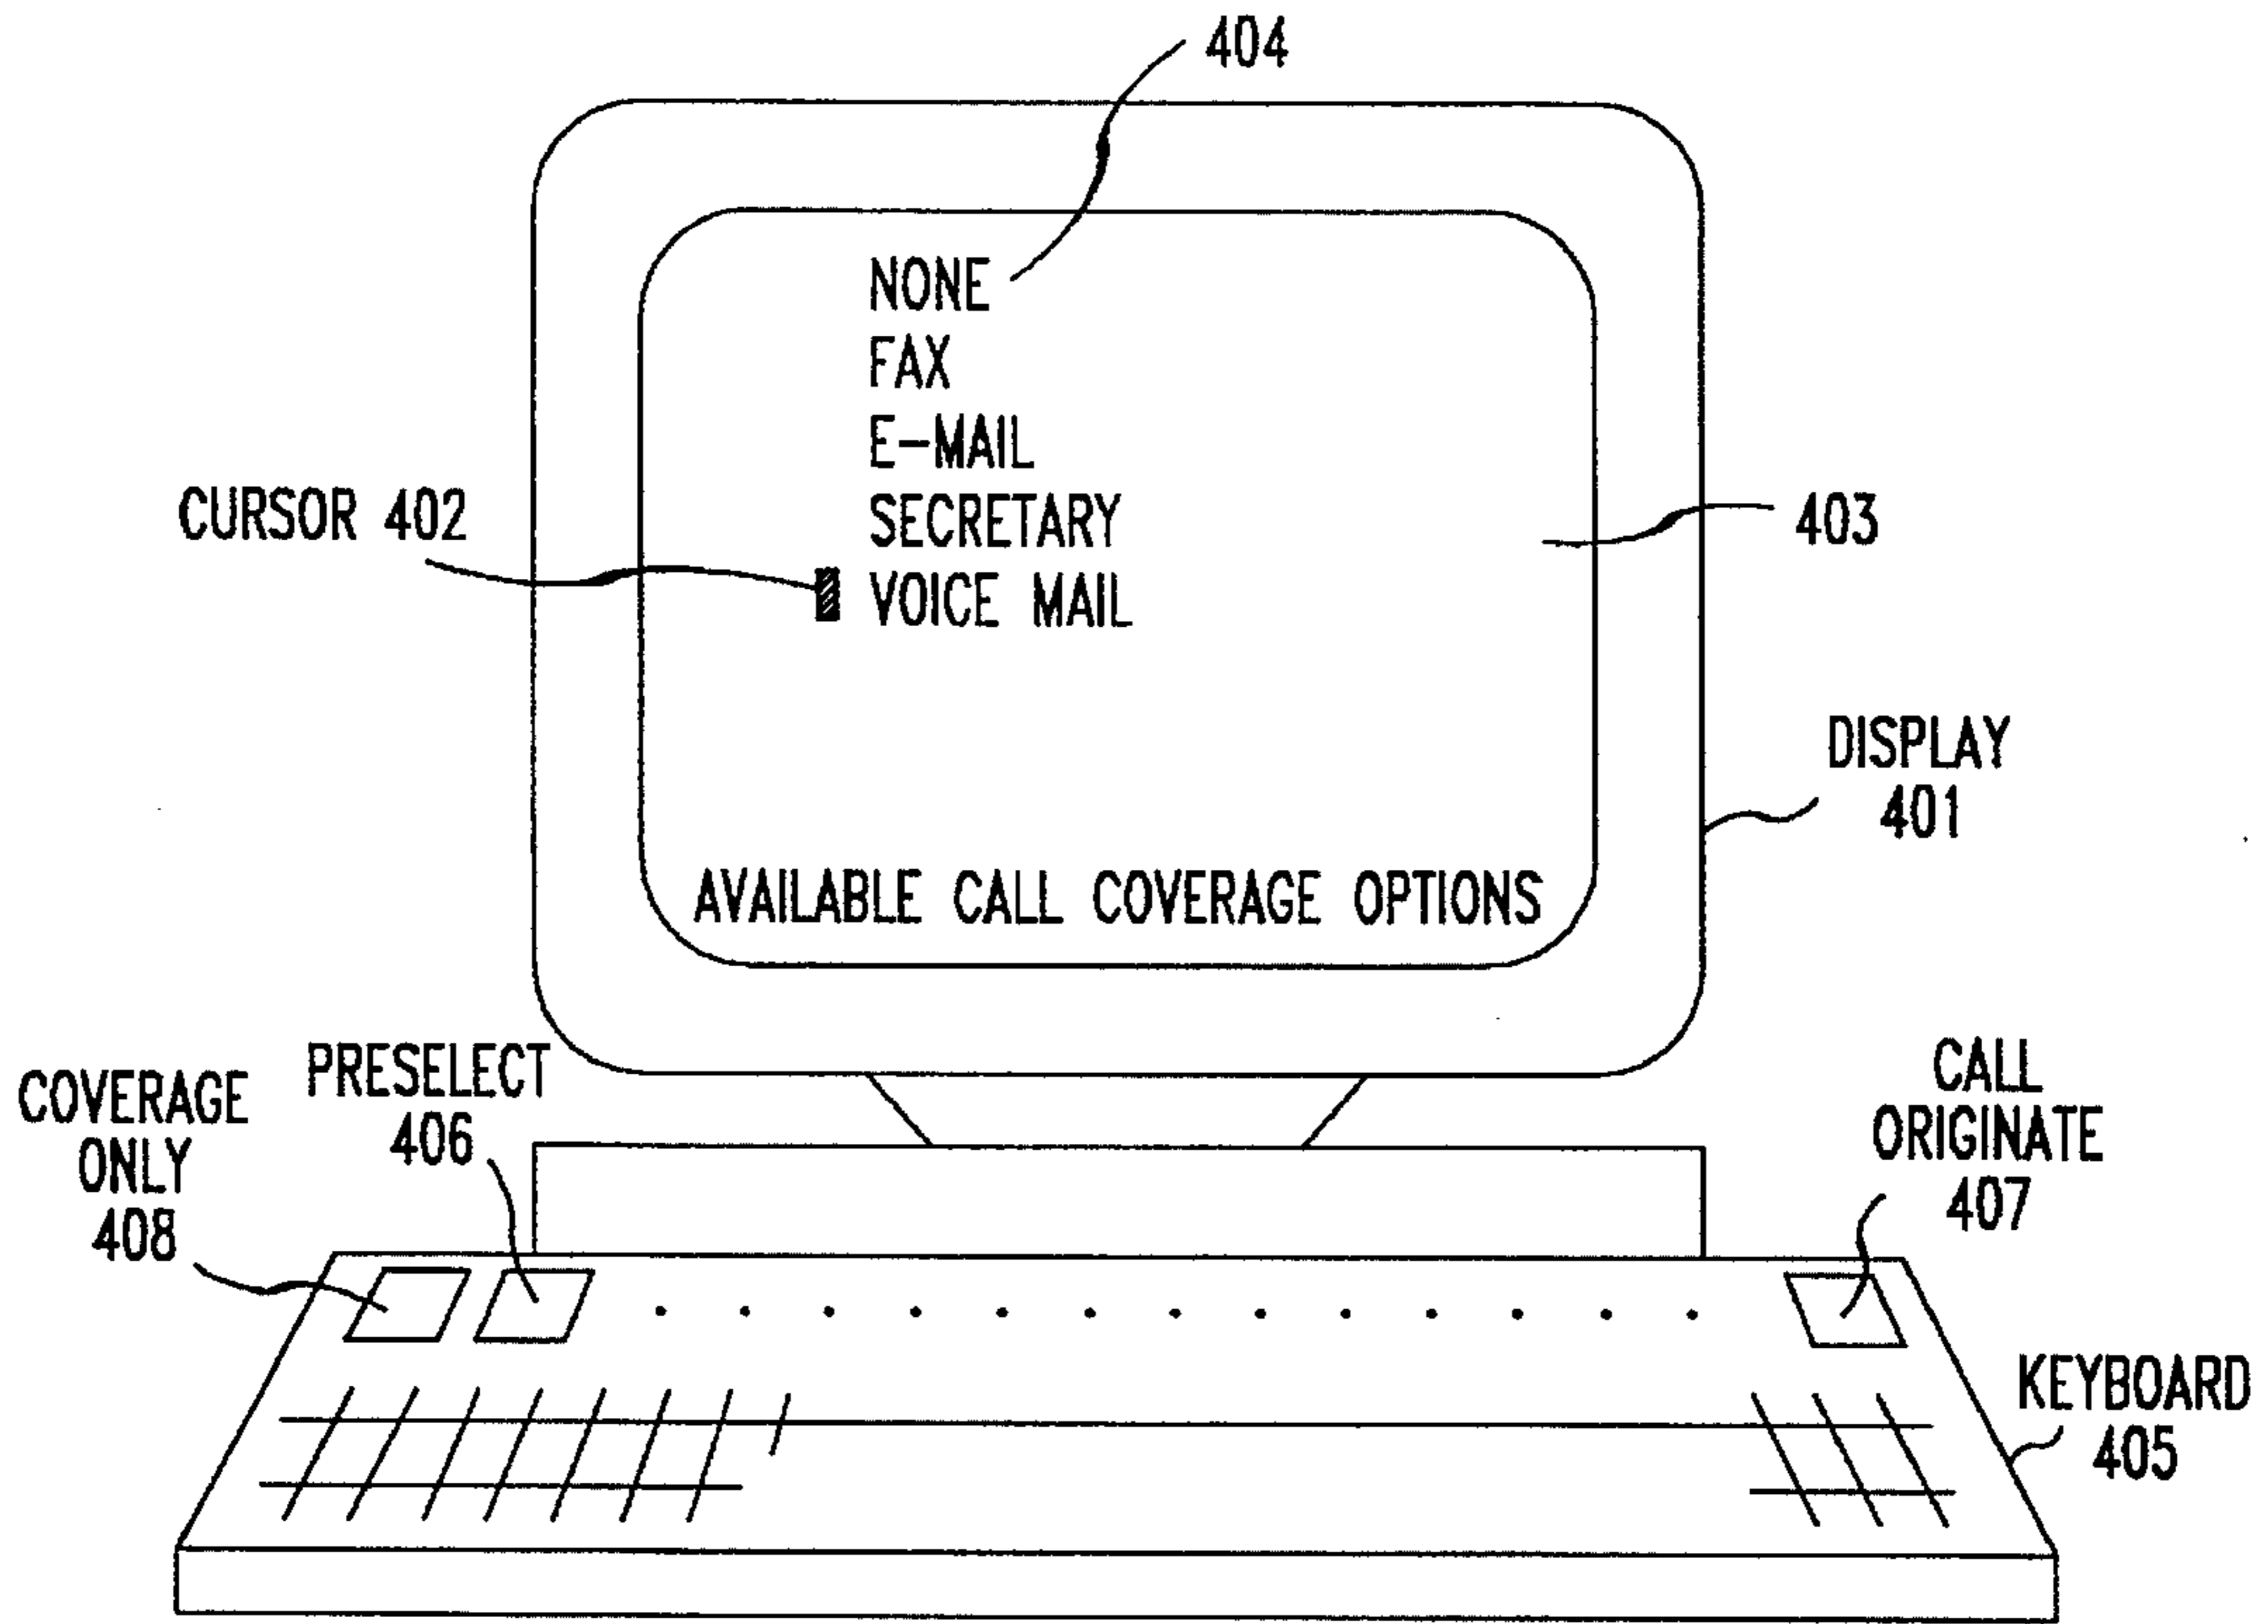 404
NONE
FAX
E-MAIL
SECRETARY
CURSOR 402
403
VOICE MAIL
DISPLAY
401
AVAILABLE CALL COVERAGE OPTIONS
COVERAGE
ONLY
408
PRESELECT
406
CALL
ORIGINATE
407
KEYBOARD
405